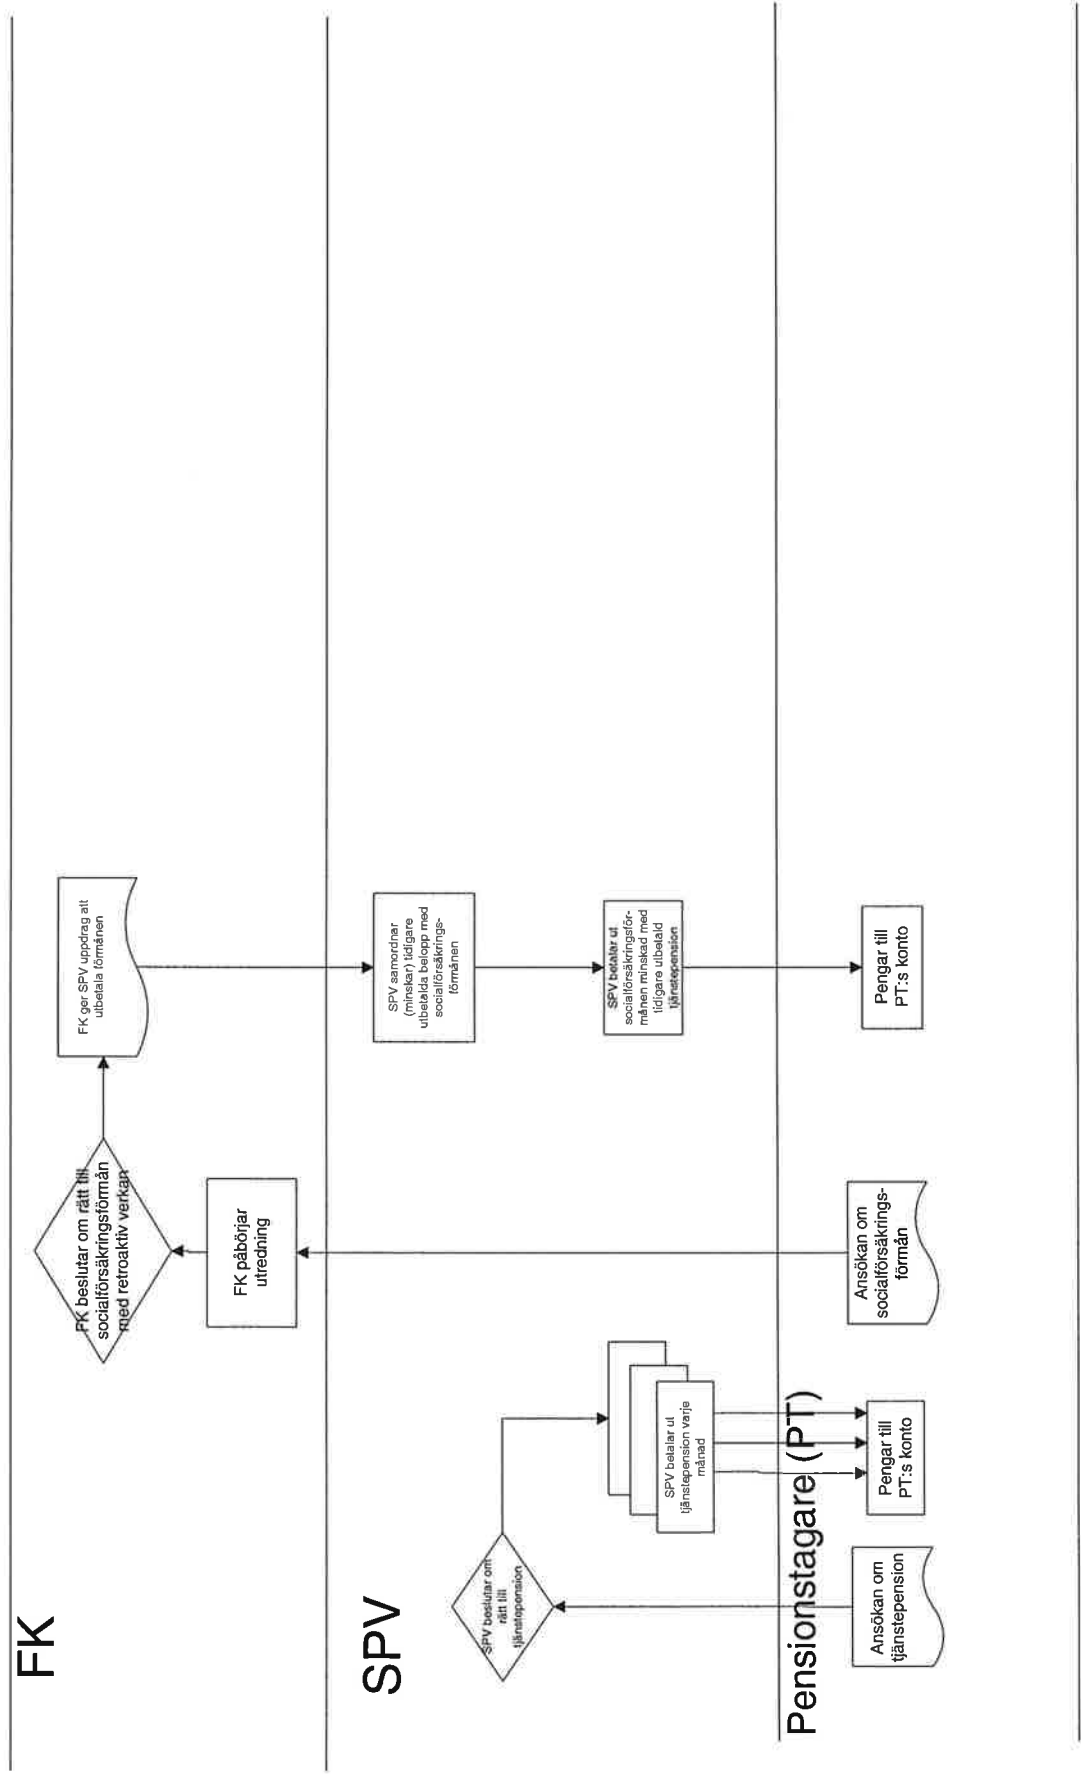 FK
FK beslutar om rätt till
socialförsäkringsförmån
med retroaktiv verkan
FK ger SPV uppdrag att
utbetala förmånen
FK påbörjar
utredning
SPV
SPV beslutar om
rätt till
tjänstepension
SPV betalar ut
tjänstepension varje
månad
SPV samordnar
(minskar) tidigare
utbetalda belopp med
socialförsäkrings-
förmånen
SPV betalar ut
socialförsäkringsför-
månen minskad med
tidigare utbetald
tjänstepension
Pensionstagare (PT)
Ansökan om
tjänstepension
Pengar till
PT:s konto
Ansökan om
socialförsäkrings-
förmån
Pengar till
PT:s konto